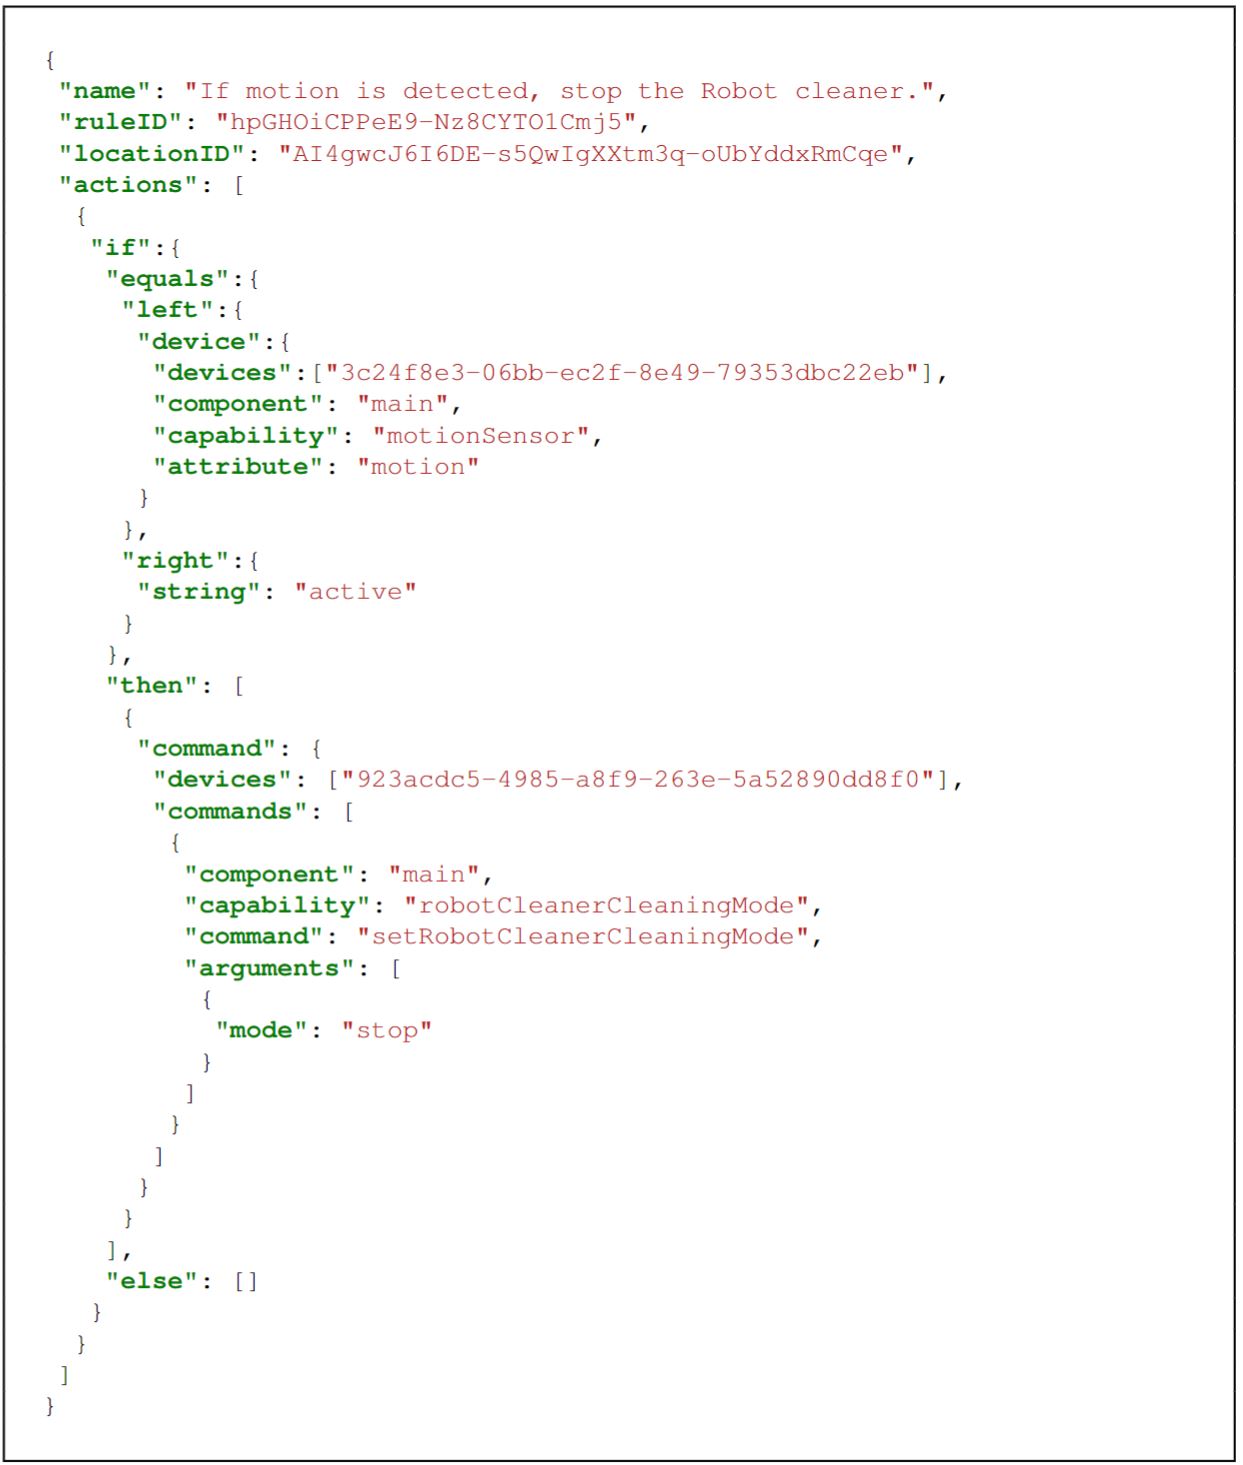 {
"name": "If motion is detected, stop the Robot cleaner.",
"ruleID": "hpGHOiCPPeE9-Nz8CYTO1Cmj5",
"locationID": "AI4gwcJ6I6DE-s5QwIgXXtm3q-oUbYddxRmCqe",
"actions": [
{
"if":{
"equals":{
"left":{
"device":{
"devices":["3c24f8e3-06bb-ec2f-8e49-79353dbc22eb"],
"component": "main",
"capability": "motionSensor",
"attribute": "motion"
}
},
"right":{
"string": "active"
}
},
"then": [
{
"command": {
"devices": ["923acdc5-4985-a8f9-263e-5a52890dd8f0"],
"commands": [
{
"component": "main",
"capability": "robotCleanerCleaningMode",
"command": "setRobotCleanerCleaningMode",
"arguments": [
{
"mode": "stop"
}
]
}
]
}
}
],
"else": []
}
}
]
}